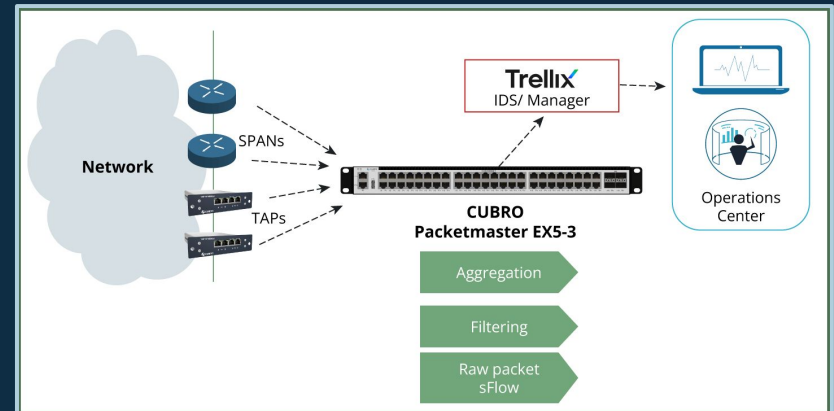 Trellix
IDS/ Manager
SPANs
Network
TAPs
CUBRO
Packetmaster EX5-3
Operations
Center
Aggregation
Filtering
Raw packet
sFlow